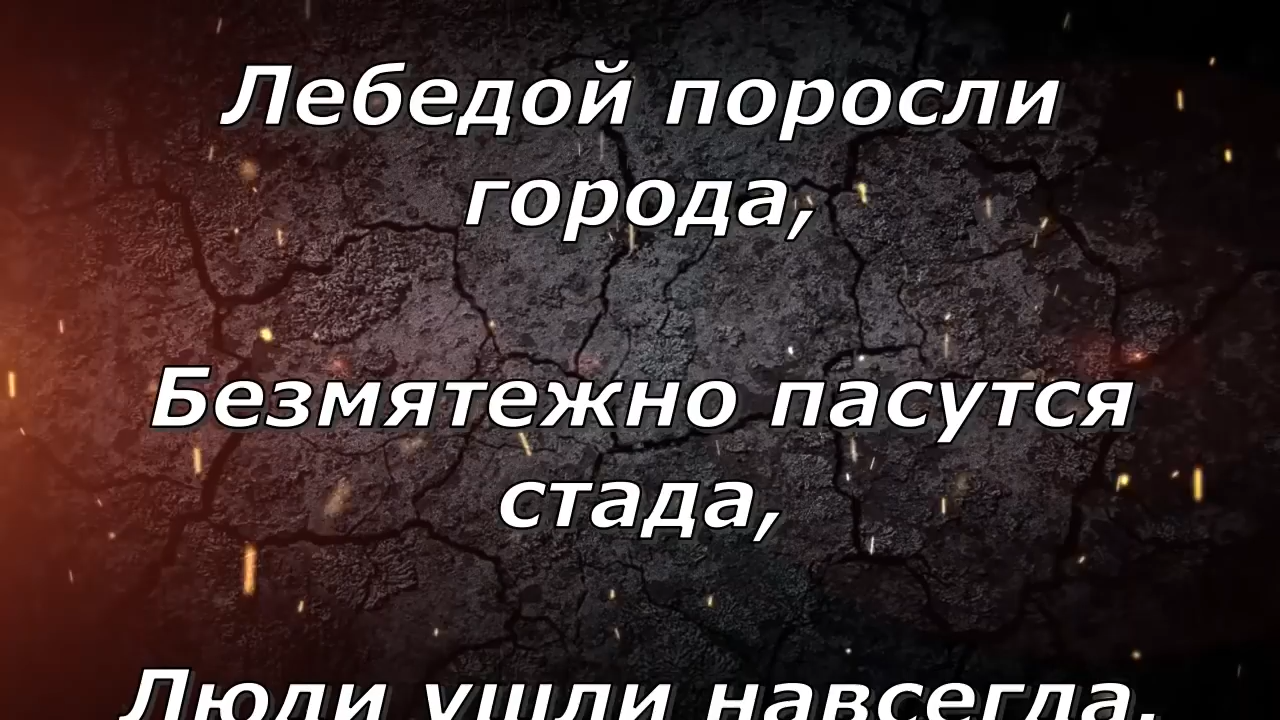 Лебедой поросли
города,
Безмятежно пасутся
стада,
Люди ушли навсегда,